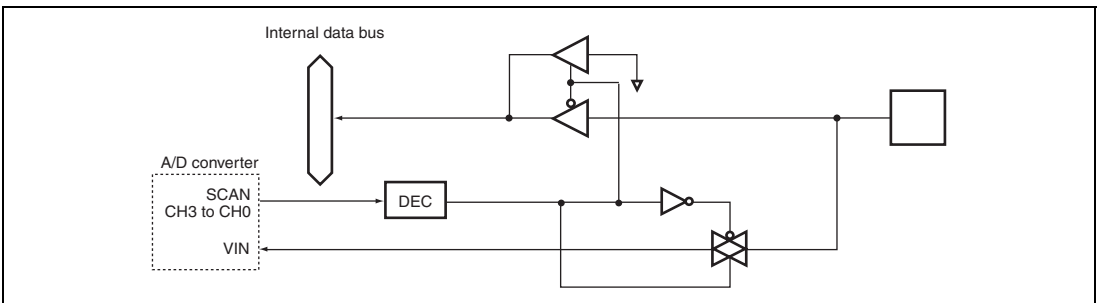 Internal data bus
A/D converter
SCAN
CH3 to CH0
DEC
VIN